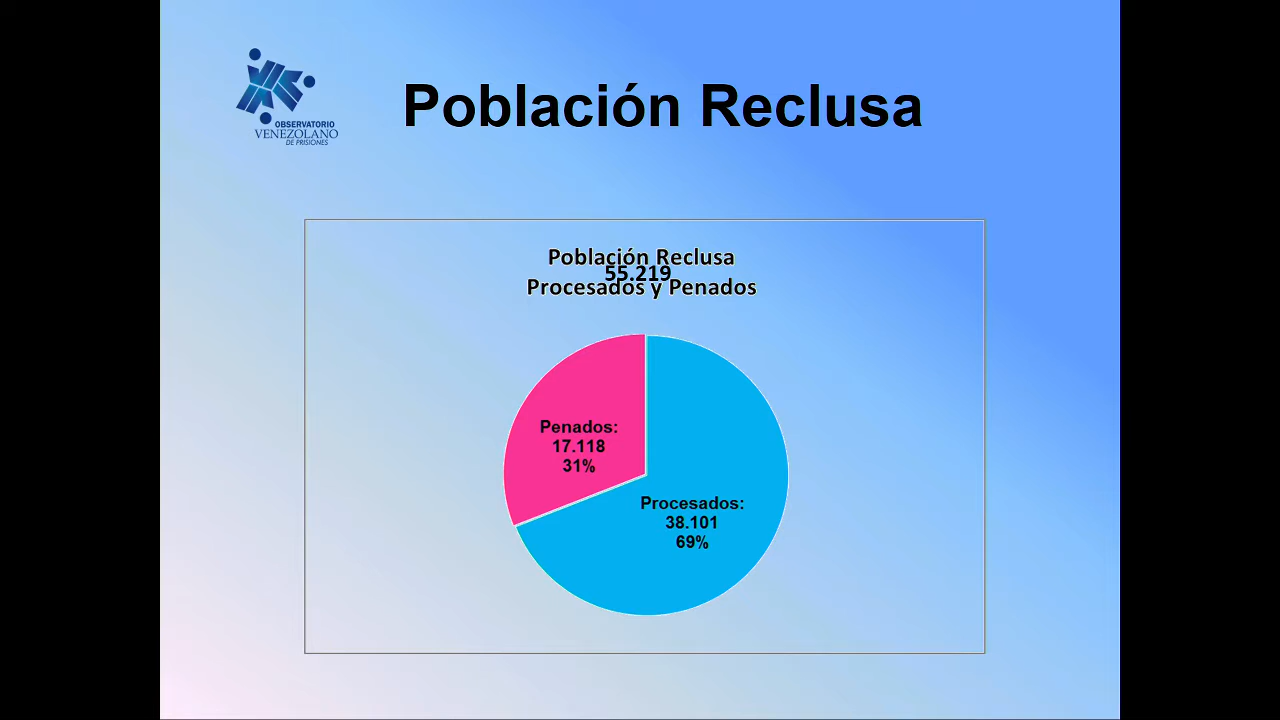 OBSERVATORIO
VENEZOLANO
DE PRISIONES
Población Reclusa
Población Reclusa
55.219
Procesados y Penados
Penados:
17.118
31%
Procesados:
38.101
69%